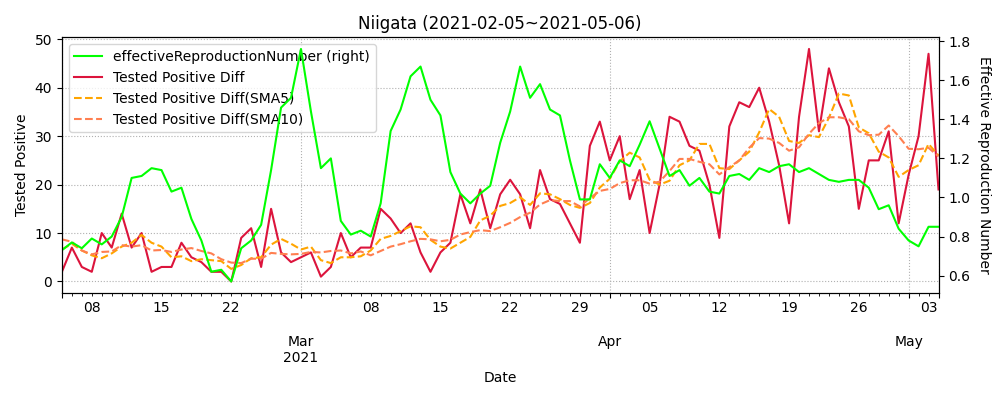 Niigata (2021-02-05~2021-05-06)
effectiveReproductionNumber (right)
Tested Positive Diff
Tested Positive Diff(SMA5)
Tested Positive Diff(SMA10)
Tested Positive
50
40
30
20
10
0
1.8
1.6
1.4
1.2
1.0
0.8
0.6
Effective Reproduction Number
08 15 22 08 15 22 29 05 12 19 26 03
Mar Apr May
2021
Date